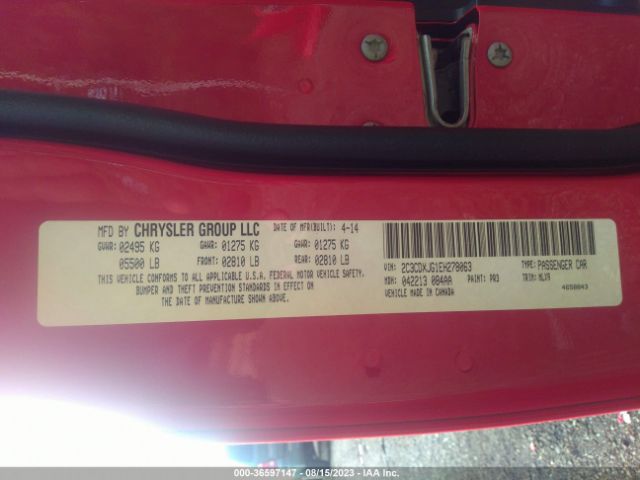 MFD BY CHRYSLER GROUP LLC DATE OF MFR(BUILT): 4-14
GVWR: 02495 KG GAWR: 01275 KG GAWR: 01275 KG
05500 LB FRONT: 02810 LB REAR: 02810 LB
THIS VEHICLE CONFORMS TO ALL APPLICABLE U.S.A. FEDERAL MOTOR VEHICLE SAFETY,
BUMPER AND THEFT PREVENTION STANDARDS IN EFFECT ON
THE DATE OF MANUFACTURE SHOWN ABOVE.
VIN: 2C3CDXJG1EH278063 TYPE: PASSENGER CAR
MDH: 042213 084AA PAINT: PR3 TRIM: MLX9
VEHICLE MADE IN CANADA 4650843
000-36597147 - 08/15/2023 - IAA Inc.